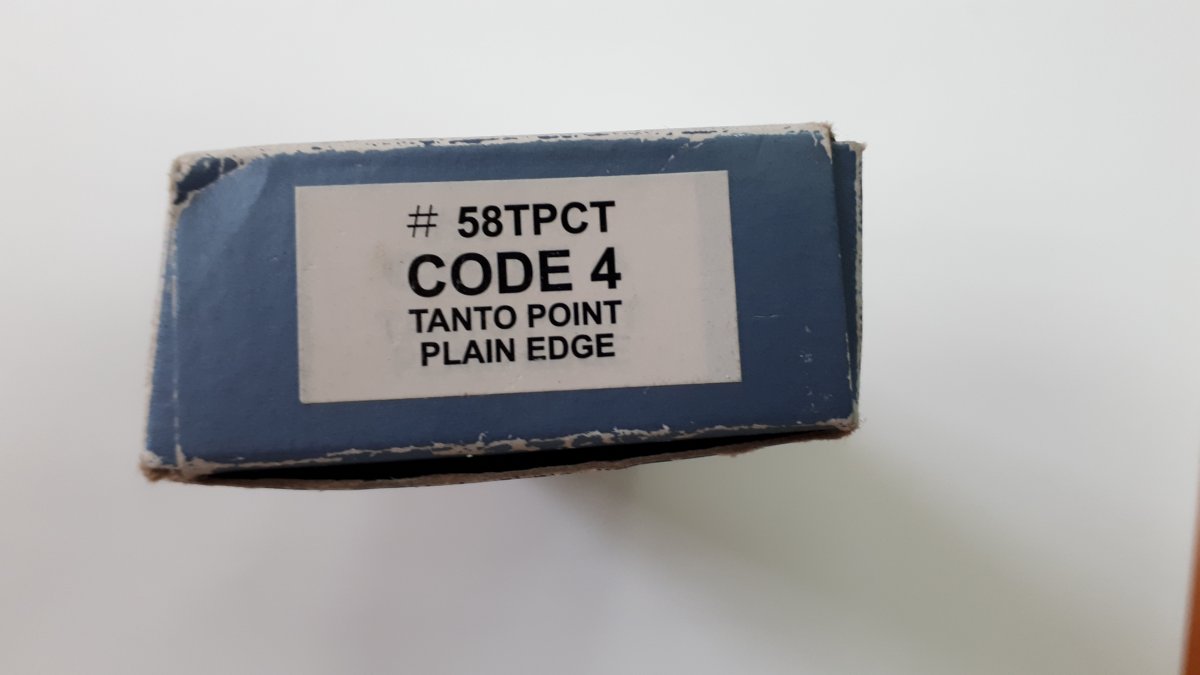 # 58TPCT
CODE 4
TANTO POINT
PLAIN EDGE